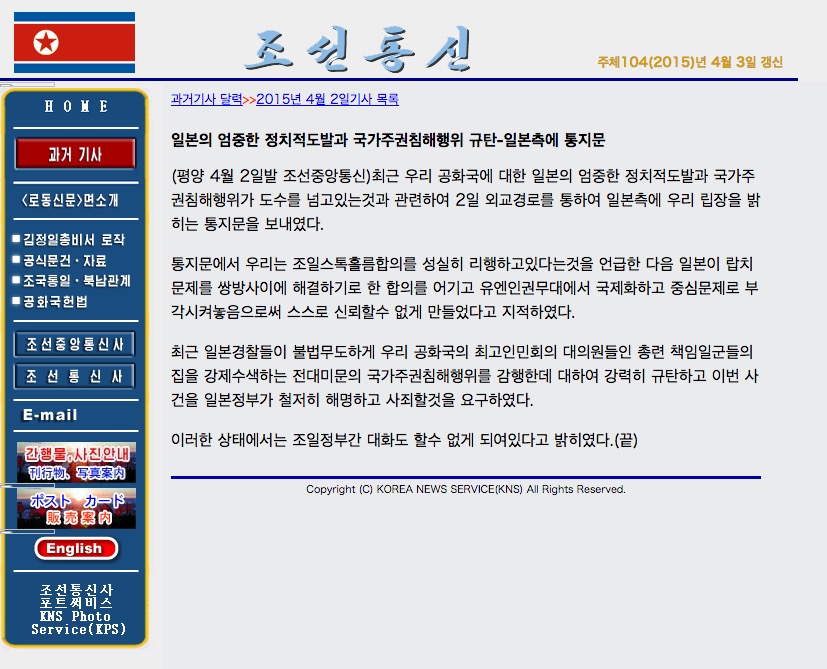 조선통신
주체104(2015)년 4월 3일 갱신
HOME
과거 기사
<로동신문>면소개
김정일총비서 로작
공식문건·자료
조국통일·북남관계
공화국헌법
조선중앙통신사
조선통신사
E-mail
간행물,사진안내
刊行物、写真案内
ポスト カード
販売案内
English
조선통신사
포트써비스
KNS Photo
Service(KPS)
과거기사 달력>>2015년 4월 2일기사 목록
일본의 엄중한 정치적도발과 국가주권침해행위 규탄-일본측에 통지문
(평양 4월 2일발 조선중앙통신)최근 우리 공화국에 대한 일본의 엄중한 정치적도발과 국가주
권침해행위가 도수를 넘고있는것과 관련하여 2일 외교경로를 통하여 일본측에 우리 립장을 밝
히는 통지문을 보내였다.
통지문에서 우리는 조일스톡홀름합의를 성실히 리행하고있다는것을 언급한 다음 일본이 랍치
문제를 쌍방사이에 해결하기로 한 합의를 어기고 유엔인권무대에서 국제화하고 중심문제로 부
각시켜놓음으로써 스스로 신뢰할수 없게 만들었다고 지적하였다.
최근 일본경찰들이 불법무도하게 우리 공화국의 최고인민회의 대의원들인 총련 책임일군들의
집을 강제수색하는 전대미문의 국가주권침해행위를 감행한데 대하여 강력히 규탄하고 이번 사
건을 일본정부가 철저히 해명하고 사죄할것을 요구하였다.
이러한 상태에서는 조일정부간 대화도 할수 없게 되여있다고 밝히였다.(끝)
Copyright (C) KOREA NEWS SERVICE(KNS) All Rights Reserved.